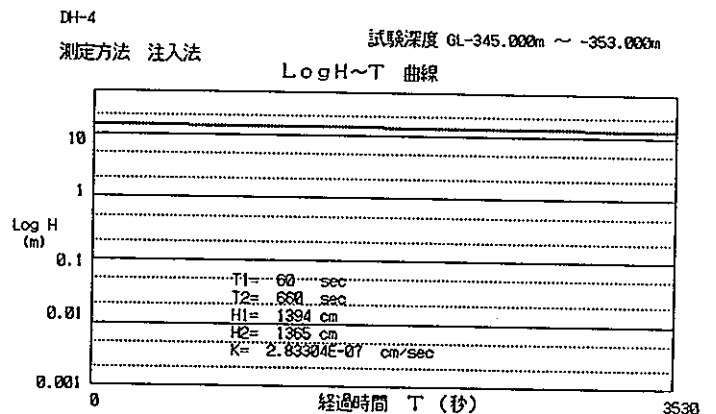 DH-4
測定方法 注入法
試験深度 GL-345.000m ～ -353.000m
LogH～T 曲線
10
1
Log H
(m)
0.1
T1= 60 sec
T2= 660 sec
0.01
H1= 1394 cm
H2= 1365 cm
K= 2.83304E-07 cm/sec
0.001
0
経過時間 T (秒)
3530